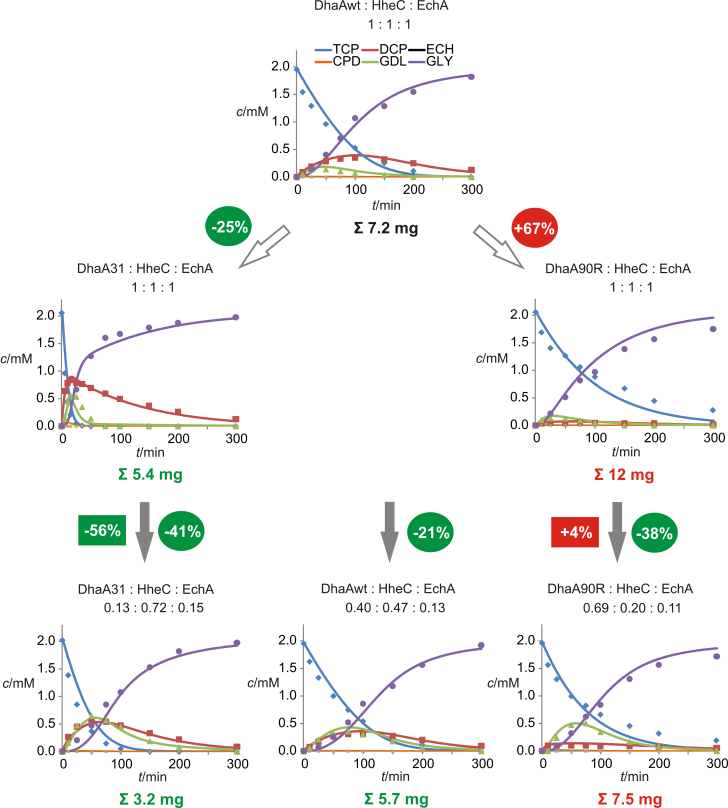 DhaAwt : HheC : EchA
1 : 1 : 1
TCP DCP ECH
CPD GDL GLY
2.0
1.5
c/mM
1.0
0.5
0.0
0 100 200 300
t/min
Σ 7.2 mg
-25%
+67%
DhaA31 : HheC : EchA
1 : 1 : 1
2.0
1.5
c/mM
1.0
0.5
0.0
0 100 200 300
t/min
Σ 5.4 mg
DhaA90R : HheC : EchA
1 : 1 : 1
2.0
1.5
c/mM
1.0
0.5
0.0
0 100 200 300
t/min
Σ 12 mg
-56% -41%
-21%
+4% -38%
DhaA31 : HheC : EchA
0.13 : 0.72 : 0.15
2.0
1.5
c/mM
1.0
0.5
0.0
0 100 200 300
t/min
Σ 3.2 mg
DhaAwt : HheC : EchA
0.40 : 0.47 : 0.13
2.0
1.5
c/mM
1.0
0.5
0.0
0 100 200 300
t/min
Σ 5.7 mg
DhaA90R : HheC : EchA
0.69 : 0.20 : 0.11
2.0
1.5
c/mM
1.0
0.5
0.0
0 100 200 300
t/min
Σ 7.5 mg